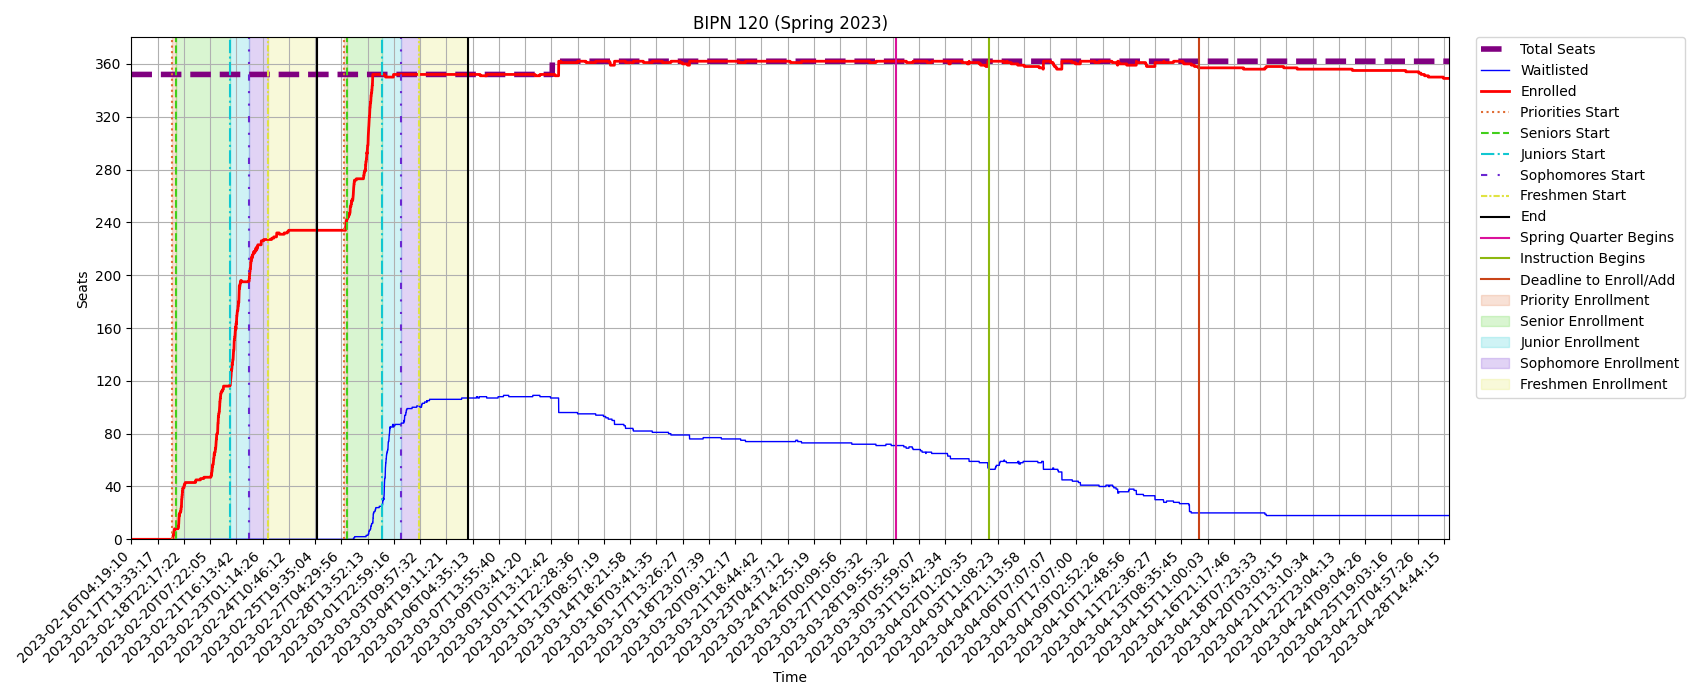 BIPN 120 (Spring 2023)
Seats
360
320
280
240
200
160
120
80
40
0
2023-02-16T04:19:10
2023-02-17T13:33:17
2023-02-18T22:17:22
2023-02-20T07:22:05
2023-02-21T16:13:42
2023-02-23T01:14:26
2023-02-24T10:46:12
2023-02-25T19:35:04
2023-02-27T04:29:56
2023-02-28T13:52:13
2023-03-01T22:59:16
2023-03-03T09:57:32
2023-03-04T19:11:21
2023-03-06T04:35:13
2023-03-07T13:55:40
2023-03-09T03:41:20
2023-03-10T13:12:42
2023-03-11T22:28:36
2023-03-13T08:57:19
2023-03-14T18:21:58
2023-03-16T03:41:35
2023-03-17T13:26:27
2023-03-18T23:07:39
2023-03-20T09:12:17
2023-03-21T18:44:42
2023-03-23T04:37:12
2023-03-24T14:25:19
2023-03-26T00:09:56
2023-03-27T10:05:32
2023-03-28T19:55:32
2023-03-30T05:59:07
2023-03-31T15:42:34
2023-04-02T01:20:35
2023-04-03T11:08:23
2023-04-04T21:13:58
2023-04-06T07:07:07
2023-04-07T17:07:00
2023-04-09T02:52:26
2023-04-10T12:48:56
2023-04-11T22:36:27
2023-04-13T08:35:45
2023-04-15T11:00:03
2023-04-16T21:17:46
2023-04-18T07:23:33
2023-04-20T03:03:15
2023-04-21T13:10:34
2023-04-22T23:04:13
2023-04-24T09:04:26
2023-04-25T19:03:16
2023-04-27T04:57:26
2023-04-28T14:44:15
Time
Total Seats
Waitlisted
Enrolled
Priorities Start
Seniors Start
Juniors Start
Sophomores Start
Freshmen Start
End
Spring Quarter Begins
Instruction Begins
Deadline to Enroll/Add
Priority Enrollment
Senior Enrollment
Junior Enrollment
Sophomore Enrollment
Freshmen Enrollment